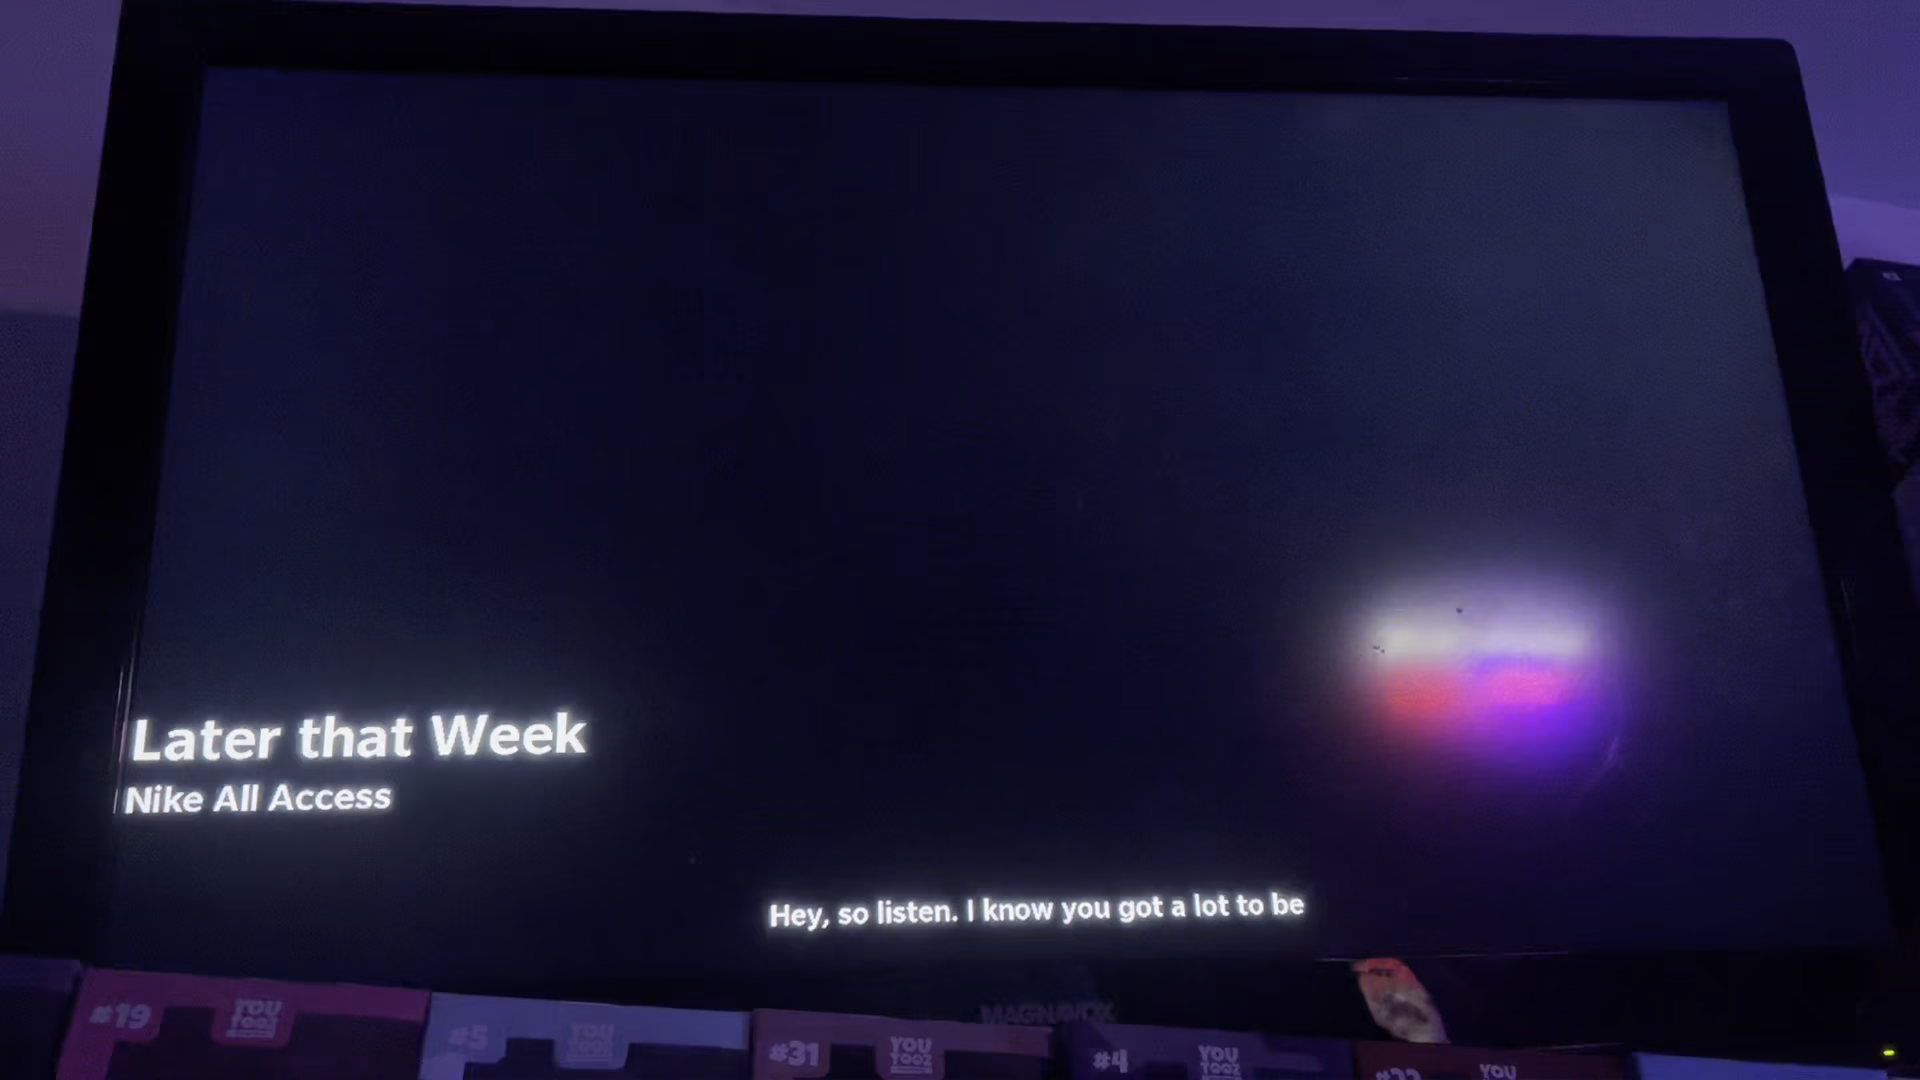 Later that Week
Nike All Access
Hey, so listen. I know you got a lot to be
MAGNAVOX
#19
YOU
TOOZ
#5
YOU
TOOZ
#31
YOU
TOOZ
#4
YOU
TOOZ
YOU